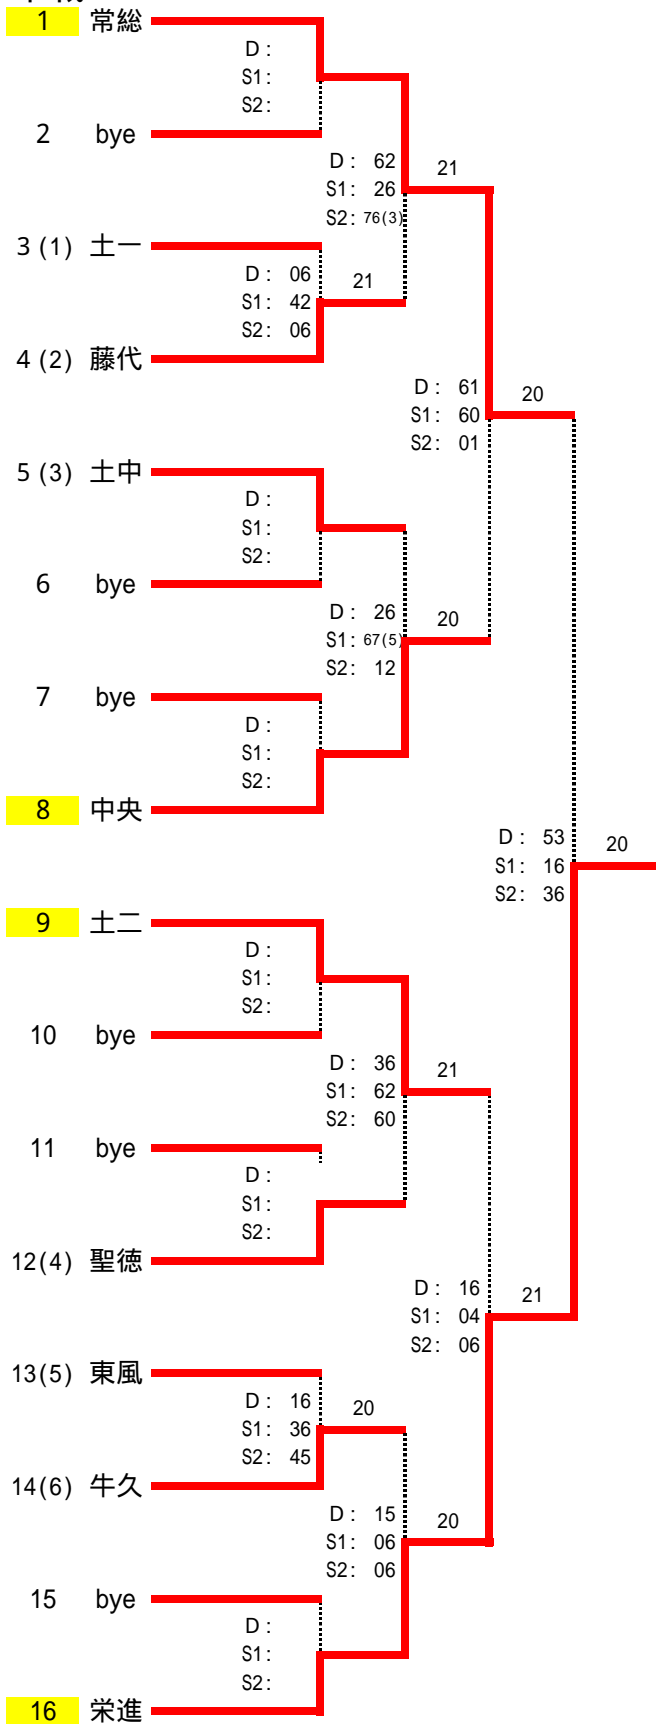 1 常総
D :
S1:
S2:
2 bye
D : 62
S1: 26
S2: 76(3)
21
3 (1) 土一
D : 06
S1: 42
S2: 06
21
4 (2) 藤代
D : 61
S1: 60
S2: 01
20
5 (3) 土中
D :
S1:
S2:
6 bye
D : 26
S1: 67(5)
S2: 12
20
7 bye
D :
S1:
S2:
8 中央
D : 53
S1: 16
S2: 36
20
9 土二
D :
S1:
S2:
10 bye
D : 36
S1: 62
S2: 60
21
11 bye
D :
S1:
S2:
12(4) 聖徳
D : 16
S1: 04
S2: 06
21
13(5) 東風
D : 16
S1: 36
S2: 45
20
14(6) 牛久
D : 15
S1: 06
S2: 06
20
15 bye
D :
S1:
S2:
16 栄進